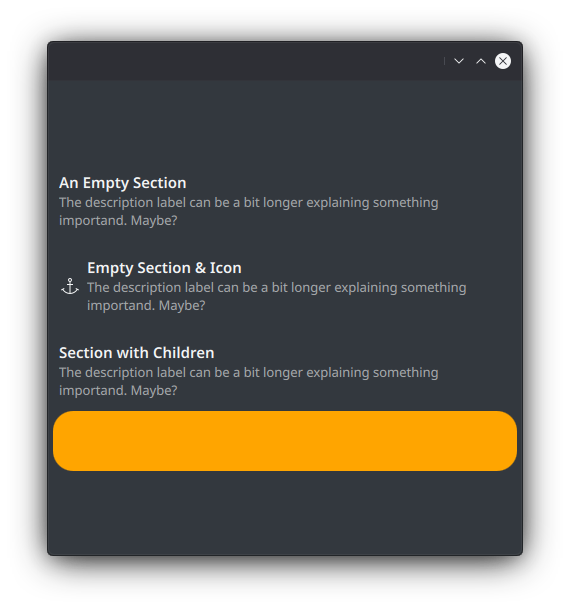 An Empty Section
The description label can be a bit longer explaining something
importand. Maybe?
Empty Section & Icon
The description label can be a bit longer explaining something
importand. Maybe?
Section with Children
The description label can be a bit longer explaining something
importand. Maybe?